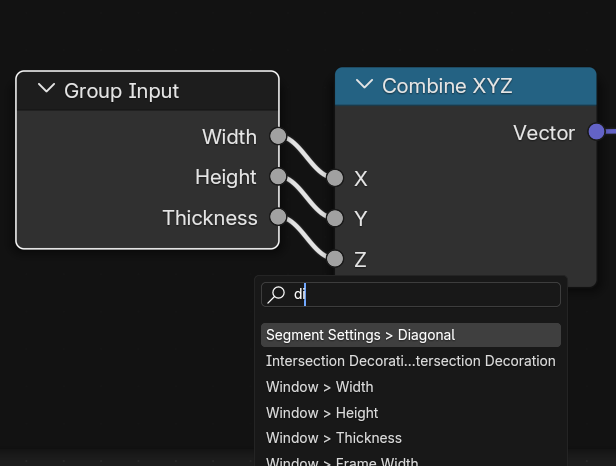 Group Input
Combine XYZ
Width
Vector
Height
X
Thickness
Y
Z
di
Segment Settings > Diagonal
Intersection Decorati...tersection Decoration
Window > Width
Window > Height
Window > Thickness
Window > Frame Width